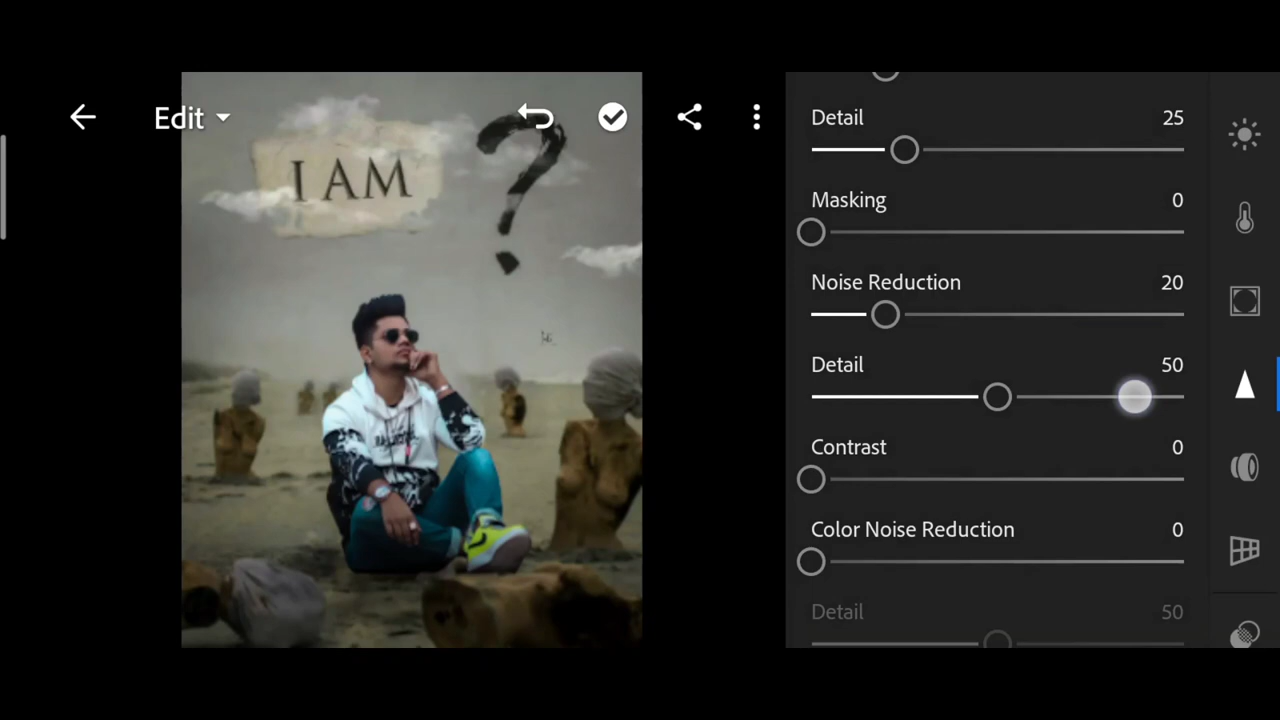 Edit
I AM ?
Detail 25
Masking 0
Noise Reduction 20
Detail 50
Contrast 0
Color Noise Reduction 0
Detail 50